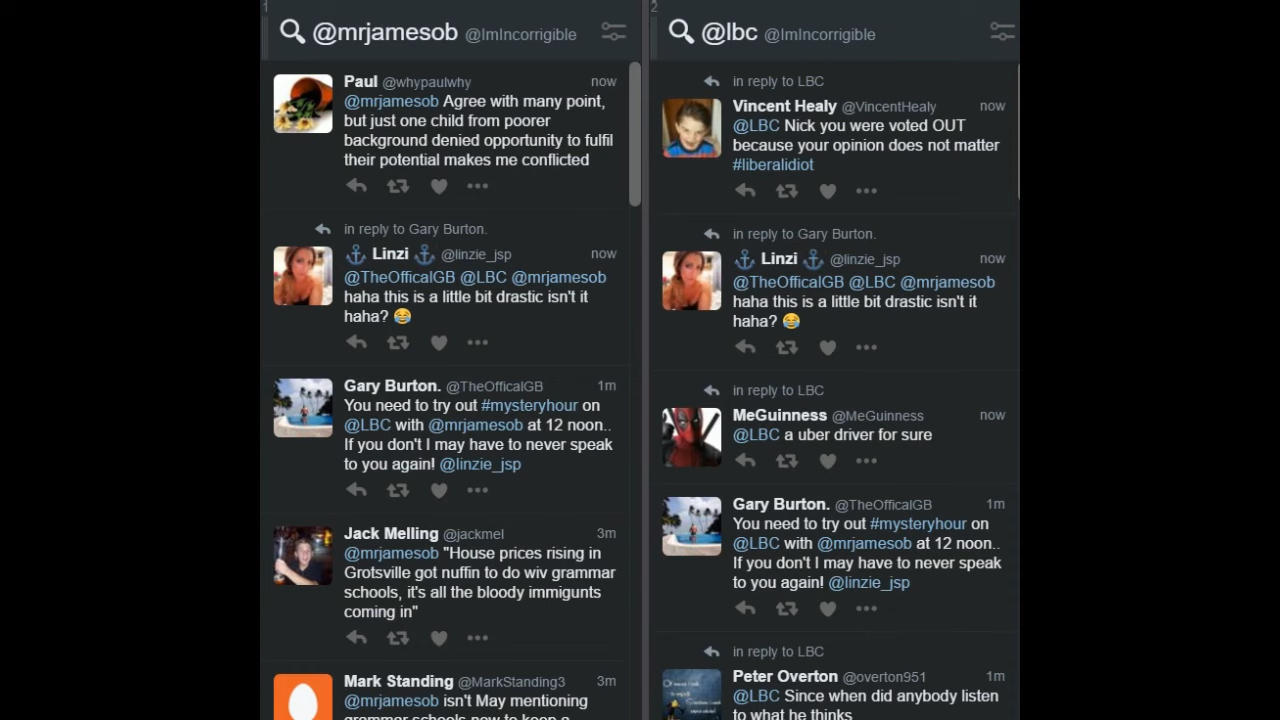 1
@mrjamesob @ImIncorrigible
Paul @whypaulwhy now
@mrjamesob Agree with many point,
but just one child from poorer
background denied opportunity to fulfil
their potential makes me conflicted
in reply to Gary Burton.
⚓ Linzi ⚓ @linzie_jsp now
@TheOfficalGB @LBC @mrjamesob
haha this is a little bit drastic isn't it
haha? 😂
Gary Burton. @TheOfficalGB 1m
You need to try out #mysteryhour on
@LBC with @mrjamesob at 12 noon..
If you don't I may have to never speak
to you again! @linzie_jsp
Jack Melling @jackmel 3m
@mrjamesob "House prices rising in
Grotsville got nuffin to do wiv grammar
schools, it's all the bloody immigunts
coming in"
Mark Standing @MarkStanding3 3m
@mrjamesob isn't May mentioning
grammar schools now to keep a
2
@lbc @ImIncorrigible
in reply to LBC
Vincent Healy @VincentHealy now
@LBC Nick you were voted OUT
because your opinion does not matter
#liberalidiot
in reply to Gary Burton.
⚓ Linzi ⚓ @linzie_jsp now
@TheOfficalGB @LBC @mrjamesob
haha this is a little bit drastic isn't it
haha? 😂
in reply to LBC
MeGuinness @MeGuinness now
@LBC a uber driver for sure
Gary Burton. @TheOfficalGB 1m
You need to try out #mysteryhour on
@LBC with @mrjamesob at 12 noon..
If you don't I may have to never speak
to you again! @linzie_jsp
in reply to LBC
Peter Overton @overton951 1m
@LBC Since when did anybody listen
to what he thinks